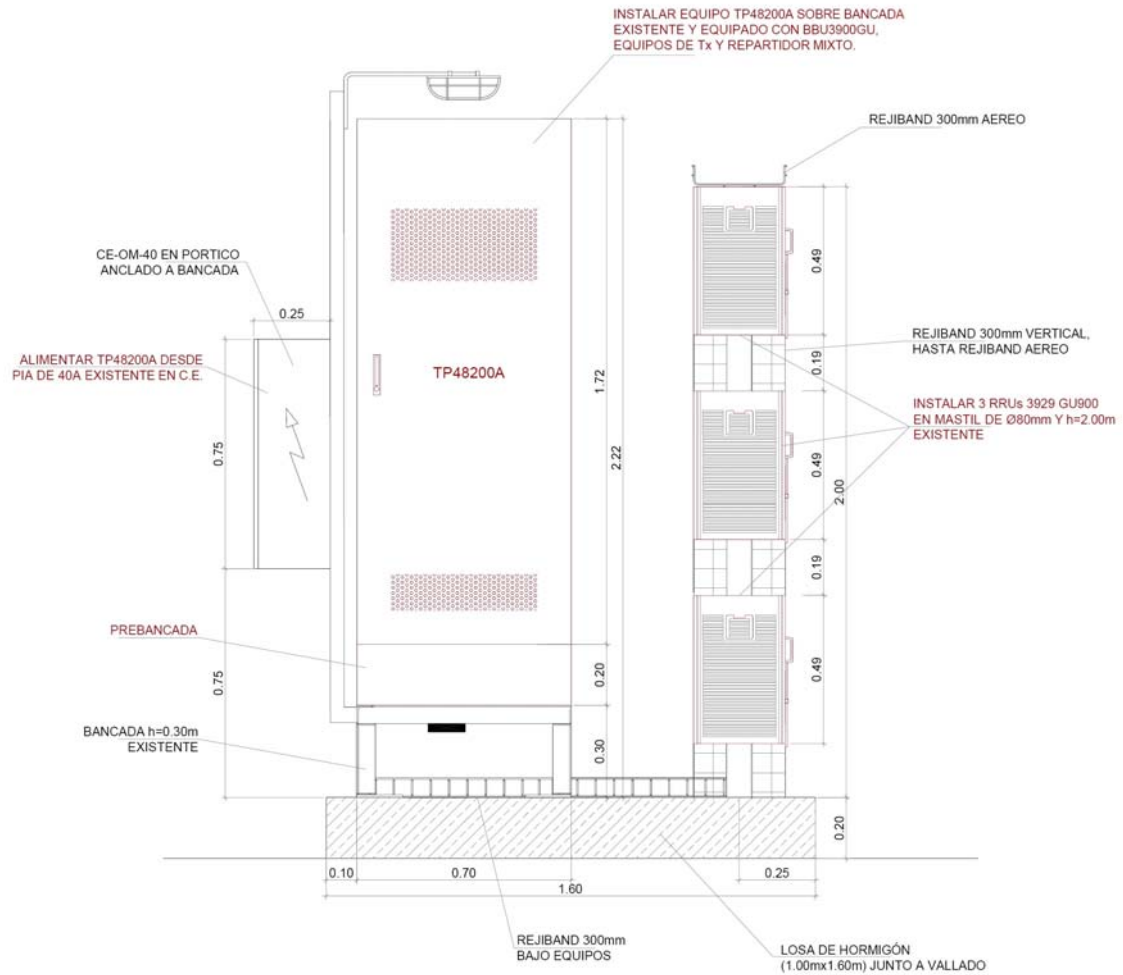 INSTALAR EQUIPO TP48200A SOBRE BANCADA
EXISTENTE Y EQUIPADO CON BBU3900GU,
EQUIPOS DE Tx Y REPARTIDOR MIXTO.
REJIBAND 300mm AEREO
CE-OM-40 EN PORTICO
ANCLADO A BANCADA
0.25
0.49
REJIBAND 300mm VERTICAL,
HASTA REJIBAND AEREO
0.19
ALIMENTAR TP48200A DESDE
PIA DE 40A EXISTENTE EN C.E.
TP48200A
1.72
INSTALAR 3 RRUs 3929 GU900
EN MASTIL DE Ø80mm Y h=2.00m
EXISTENTE
0.75
2.22
0.49
2.00
0.19
PREBANCADA
0.75
0.20
0.49
BANCADA h=0.30m
EXISTENTE
0.30
0.20
0.10
0.70
0.25
1.60
REJIBAND 300mm
BAJO EQUIPOS
LOSA DE HORMIGÓN
(1.00mx1.60m) JUNTO A VALLADO